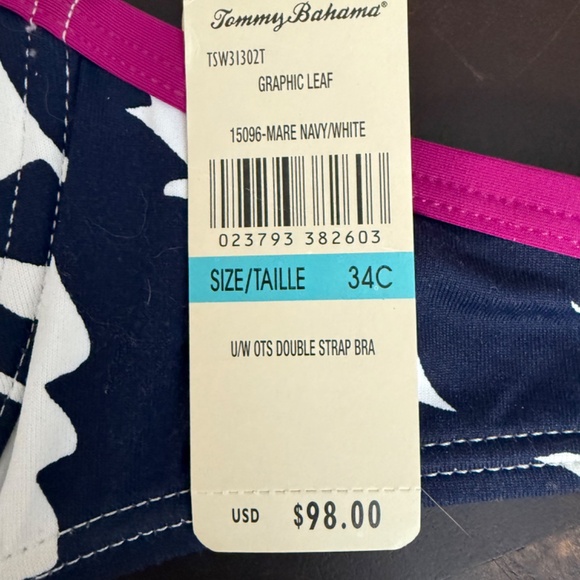 Tommy Bahama®
TSW31302T
GRAPHIC LEAF
15096-MARE NAVY/WHITE
023793 382603
SIZE/TAILLE 34C
U/W OTS DOUBLE STRAP BRA
USD $98.00